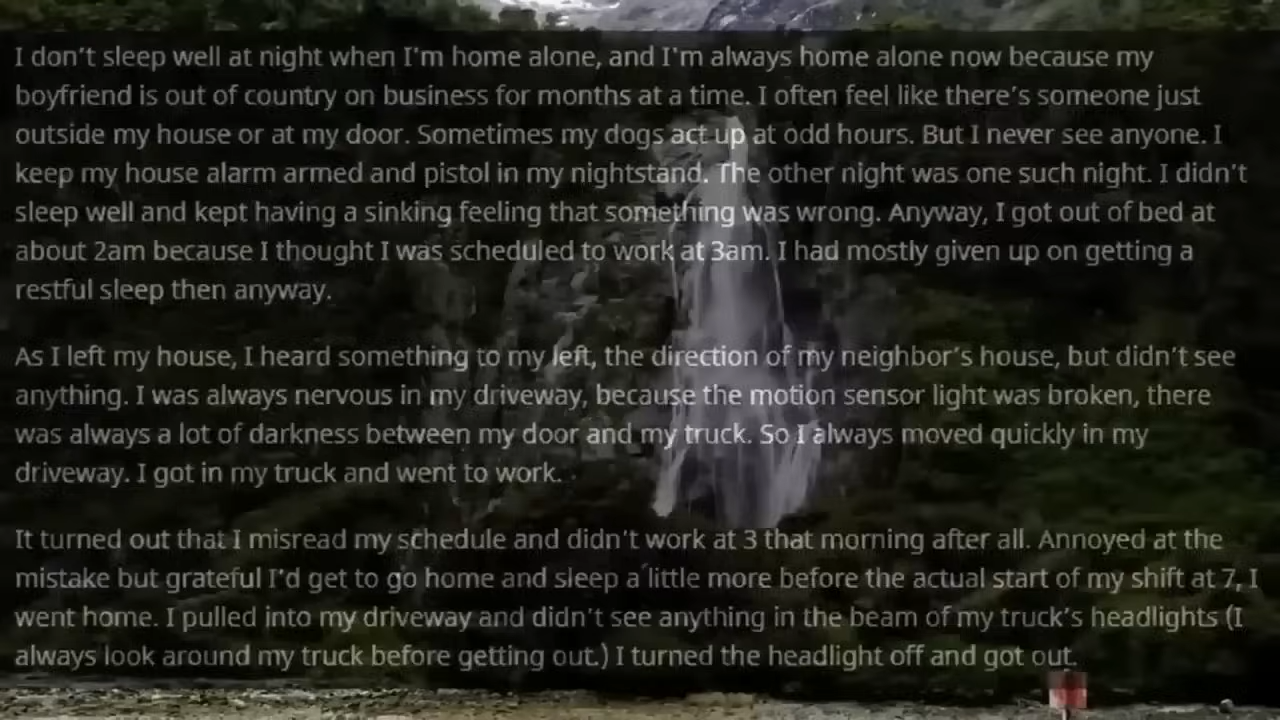 I don't sleep well at night when I'm home alone, and I'm always home alone now because my
boyfriend is out of country on business for months at a time. I often feel like there's someone just
outside my house or at my door. Sometimes my dogs act up at odd hours. But I never see anyone. I
keep my house alarm armed and pistol in my nightstand. The other night was one such night. I didn't
sleep well and kept having a sinking feeling that something was wrong. Anyway, I got out of bed at
about 2am because I thought I was scheduled to work at 3am. I had mostly given up on getting a
restful sleep then anyway.
As I left my house, I heard something to my left, the direction of my neighbor's house, but didn't see
anything. I was always nervous in my driveway, because the motion sensor light was broken, there
was always a lot of darkness between my door and my truck. So I always moved quickly in my
driveway. I got in my truck and went to work.
It turned out that I misread my schedule and didn't work at 3 that morning after all. Annoyed at the
mistake but grateful I'd get to go home and sleep a little more before the actual start of my shift at 7, I
went home. I pulled into my driveway and didn't see anything in the beam of my truck's headlights (I
always look around my truck before getting out.) I turned the headlight off and got out.